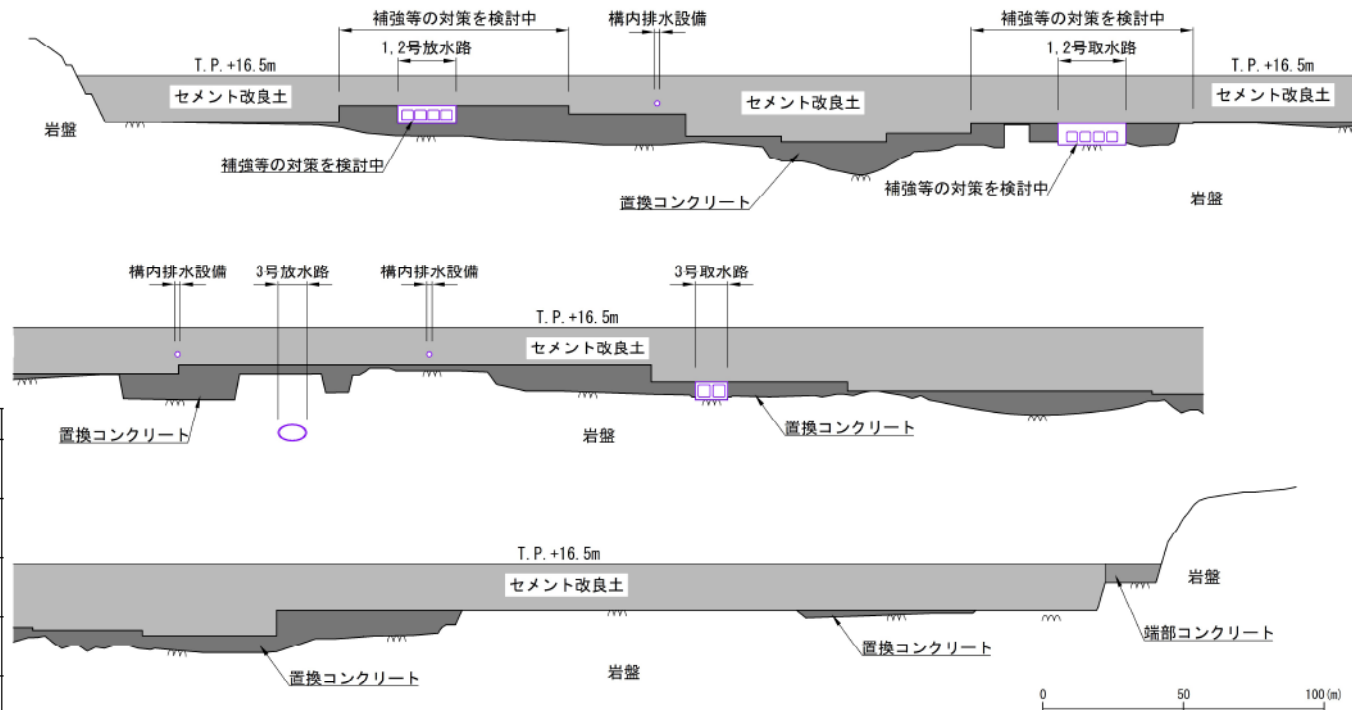 補強等の対策を検討中
構内排水設備
補強等の対策を検討中
1,2号放水路
1,2号取水路
T.P.+16.5m
T.P.+16.5m
セメント改良土
セメント改良土
セメント改良土
岩盤
補強等の対策を検討中
置換コンクリート
補強等の対策を検討中
岩盤
構内排水設備
3号放水路
構内排水設備
3号取水路
T.P.+16.5m
セメント改良土
置換コンクリート
岩盤
置換コンクリート
T.P.+16.5m
セメント改良土
岩盤
端部コンクリート
置換コンクリート
置換コンクリート
岩盤
0 50 100(m)